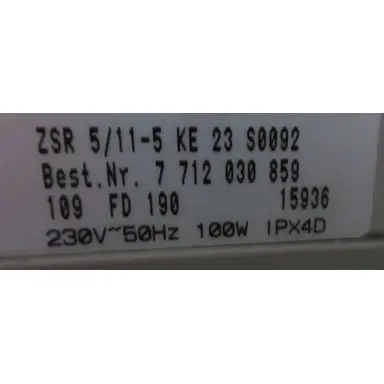 ZSR 5/11-5 KE 23 S0092
Best.Nr. 7 712 030 859
109 FD 190 15936
230V~50Hz 100W IPX4D